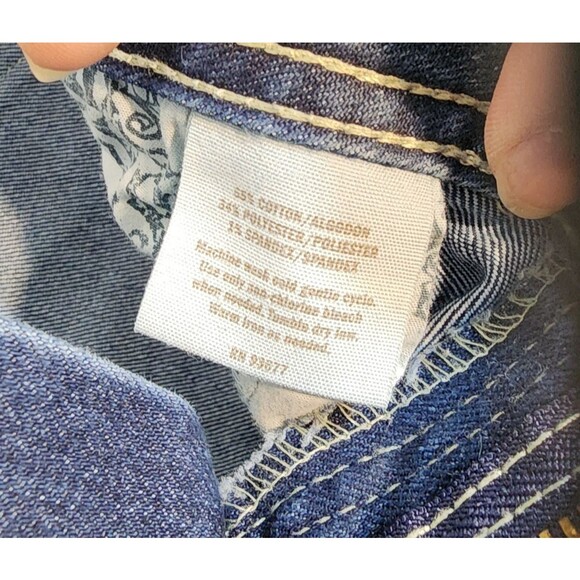 65% COTTON/ALGODON
34% POLYESTER/POLIESTER
1% SPANDEX/SPANDEX
Machine wash cold gentle cycle.
Use only non-chlorine bleach
when needed. Tumble dry low.
Warm iron as needed.
RN 93677